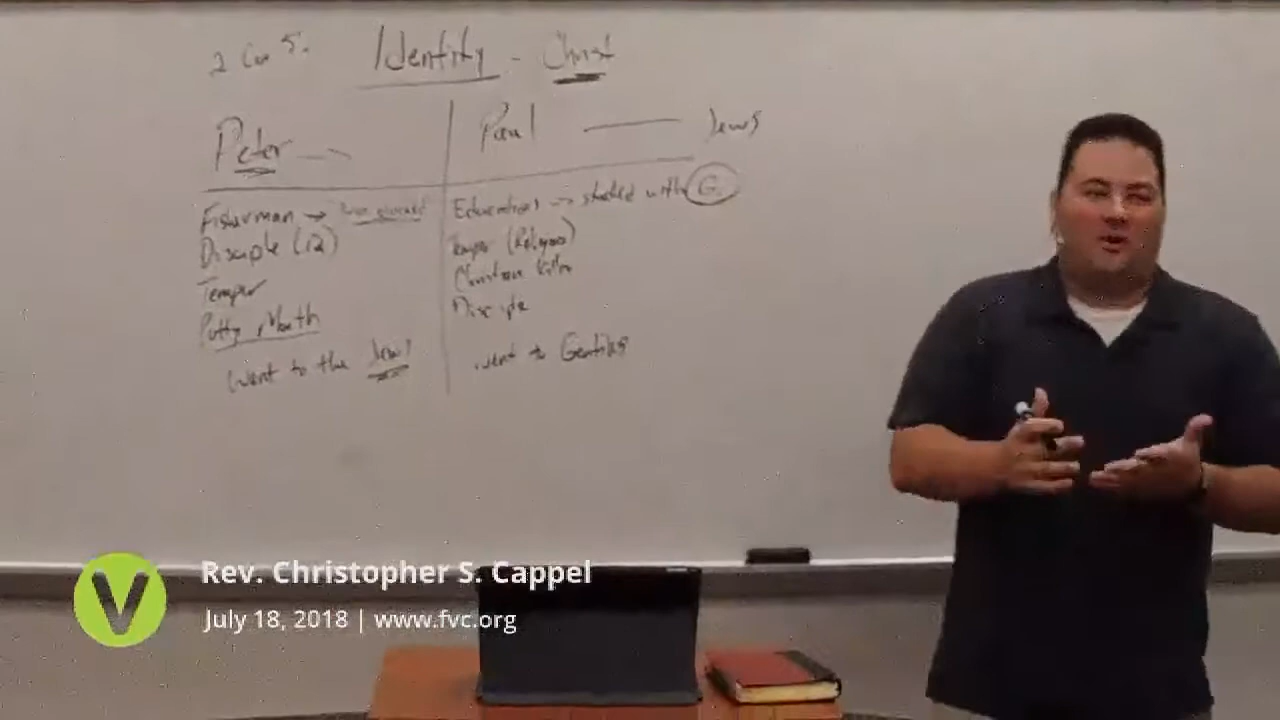 2 Cor 5. Identity - Christ
Peter
Paul Jews
Fisherman
Disciple (12)
Temper
Potty Mouth
went to the Jews
Education studied with G.
Temper (Religious)
Christian Killer
Disciple
went to Gentiles
V
Rev. Christopher S. Cappel
July 18, 2018 | www.fvc.org